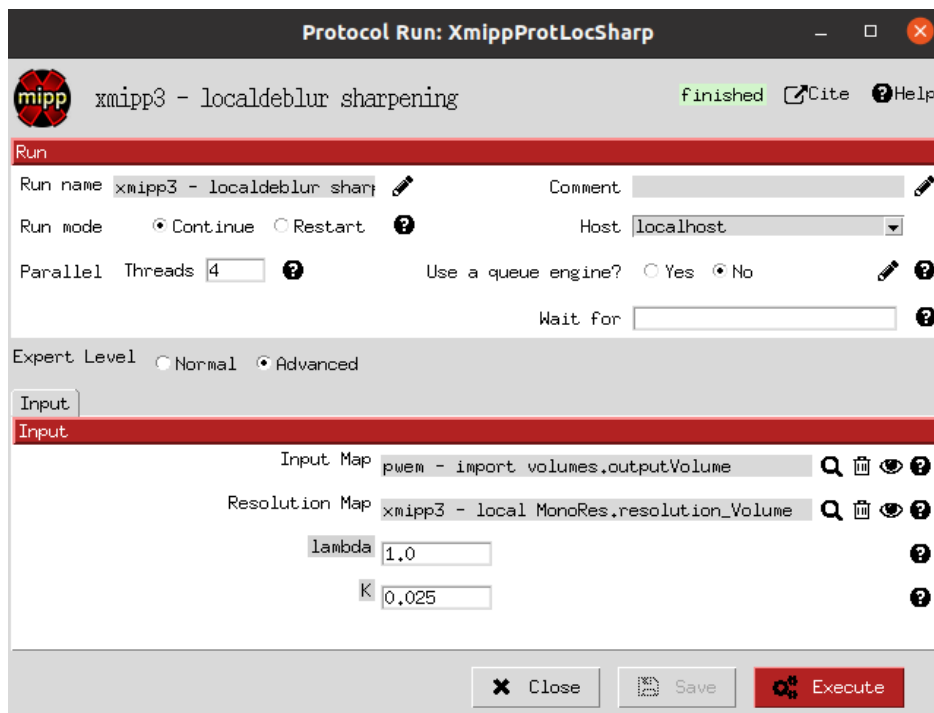 Protocol Run: XmippProtLocSharp
mipp xmipp3 - localdeblur sharpening finished Cite Help
Run
Run name xmipp3 - localdeblur shar Comment
Run mode Continue Restart Host localhost
Parallel Threads 4 Use a queue engine? Yes No
Wait for
Expert Level Normal Advanced
Input
Input
Input Map pwem - import volumes.outputVolume
Resolution Map xmipp3 - local MonoRes.resolution_Volume
lambda 1.0
K 0.025
Close Save Execute